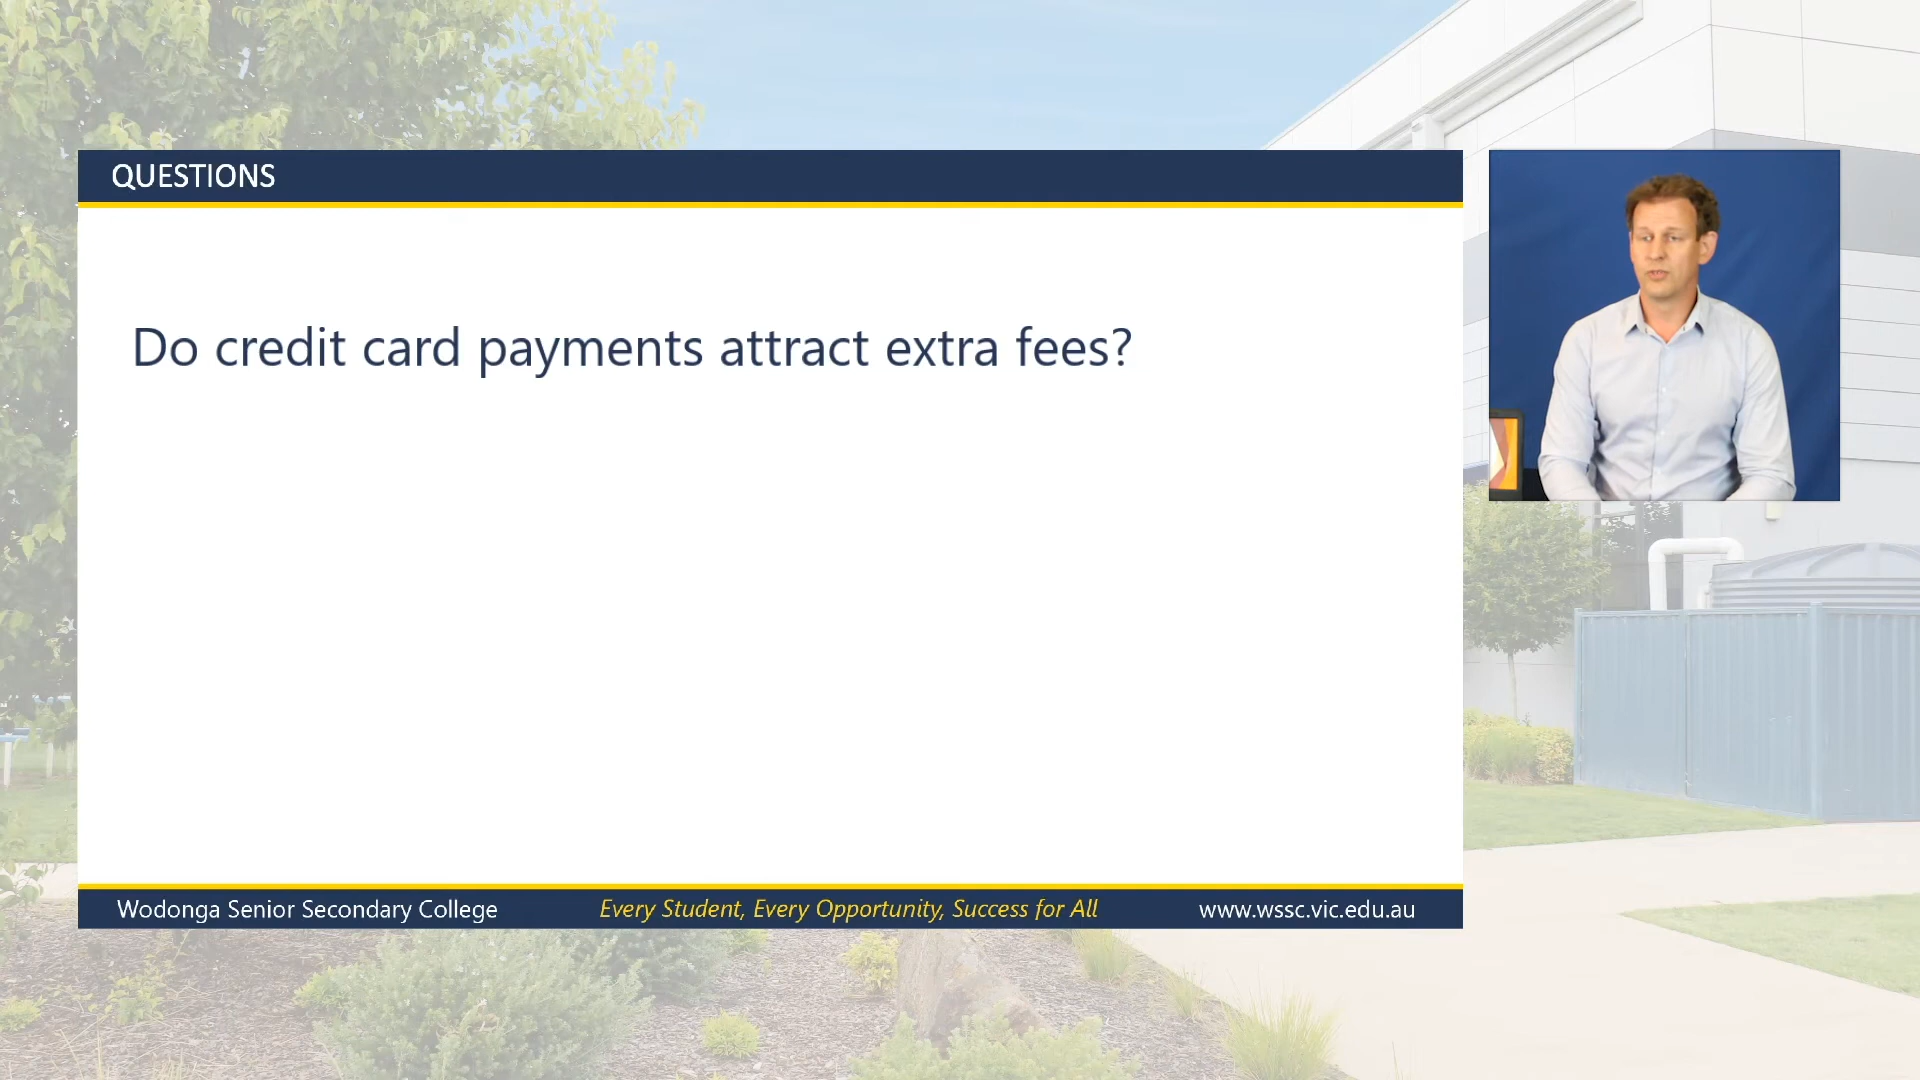 QUESTIONS
Do credit card payments attract extra fees?
Wodonga Senior Secondary College
Every Student, Every Opportunity, Success for All
www.wssc.vic.edu.au